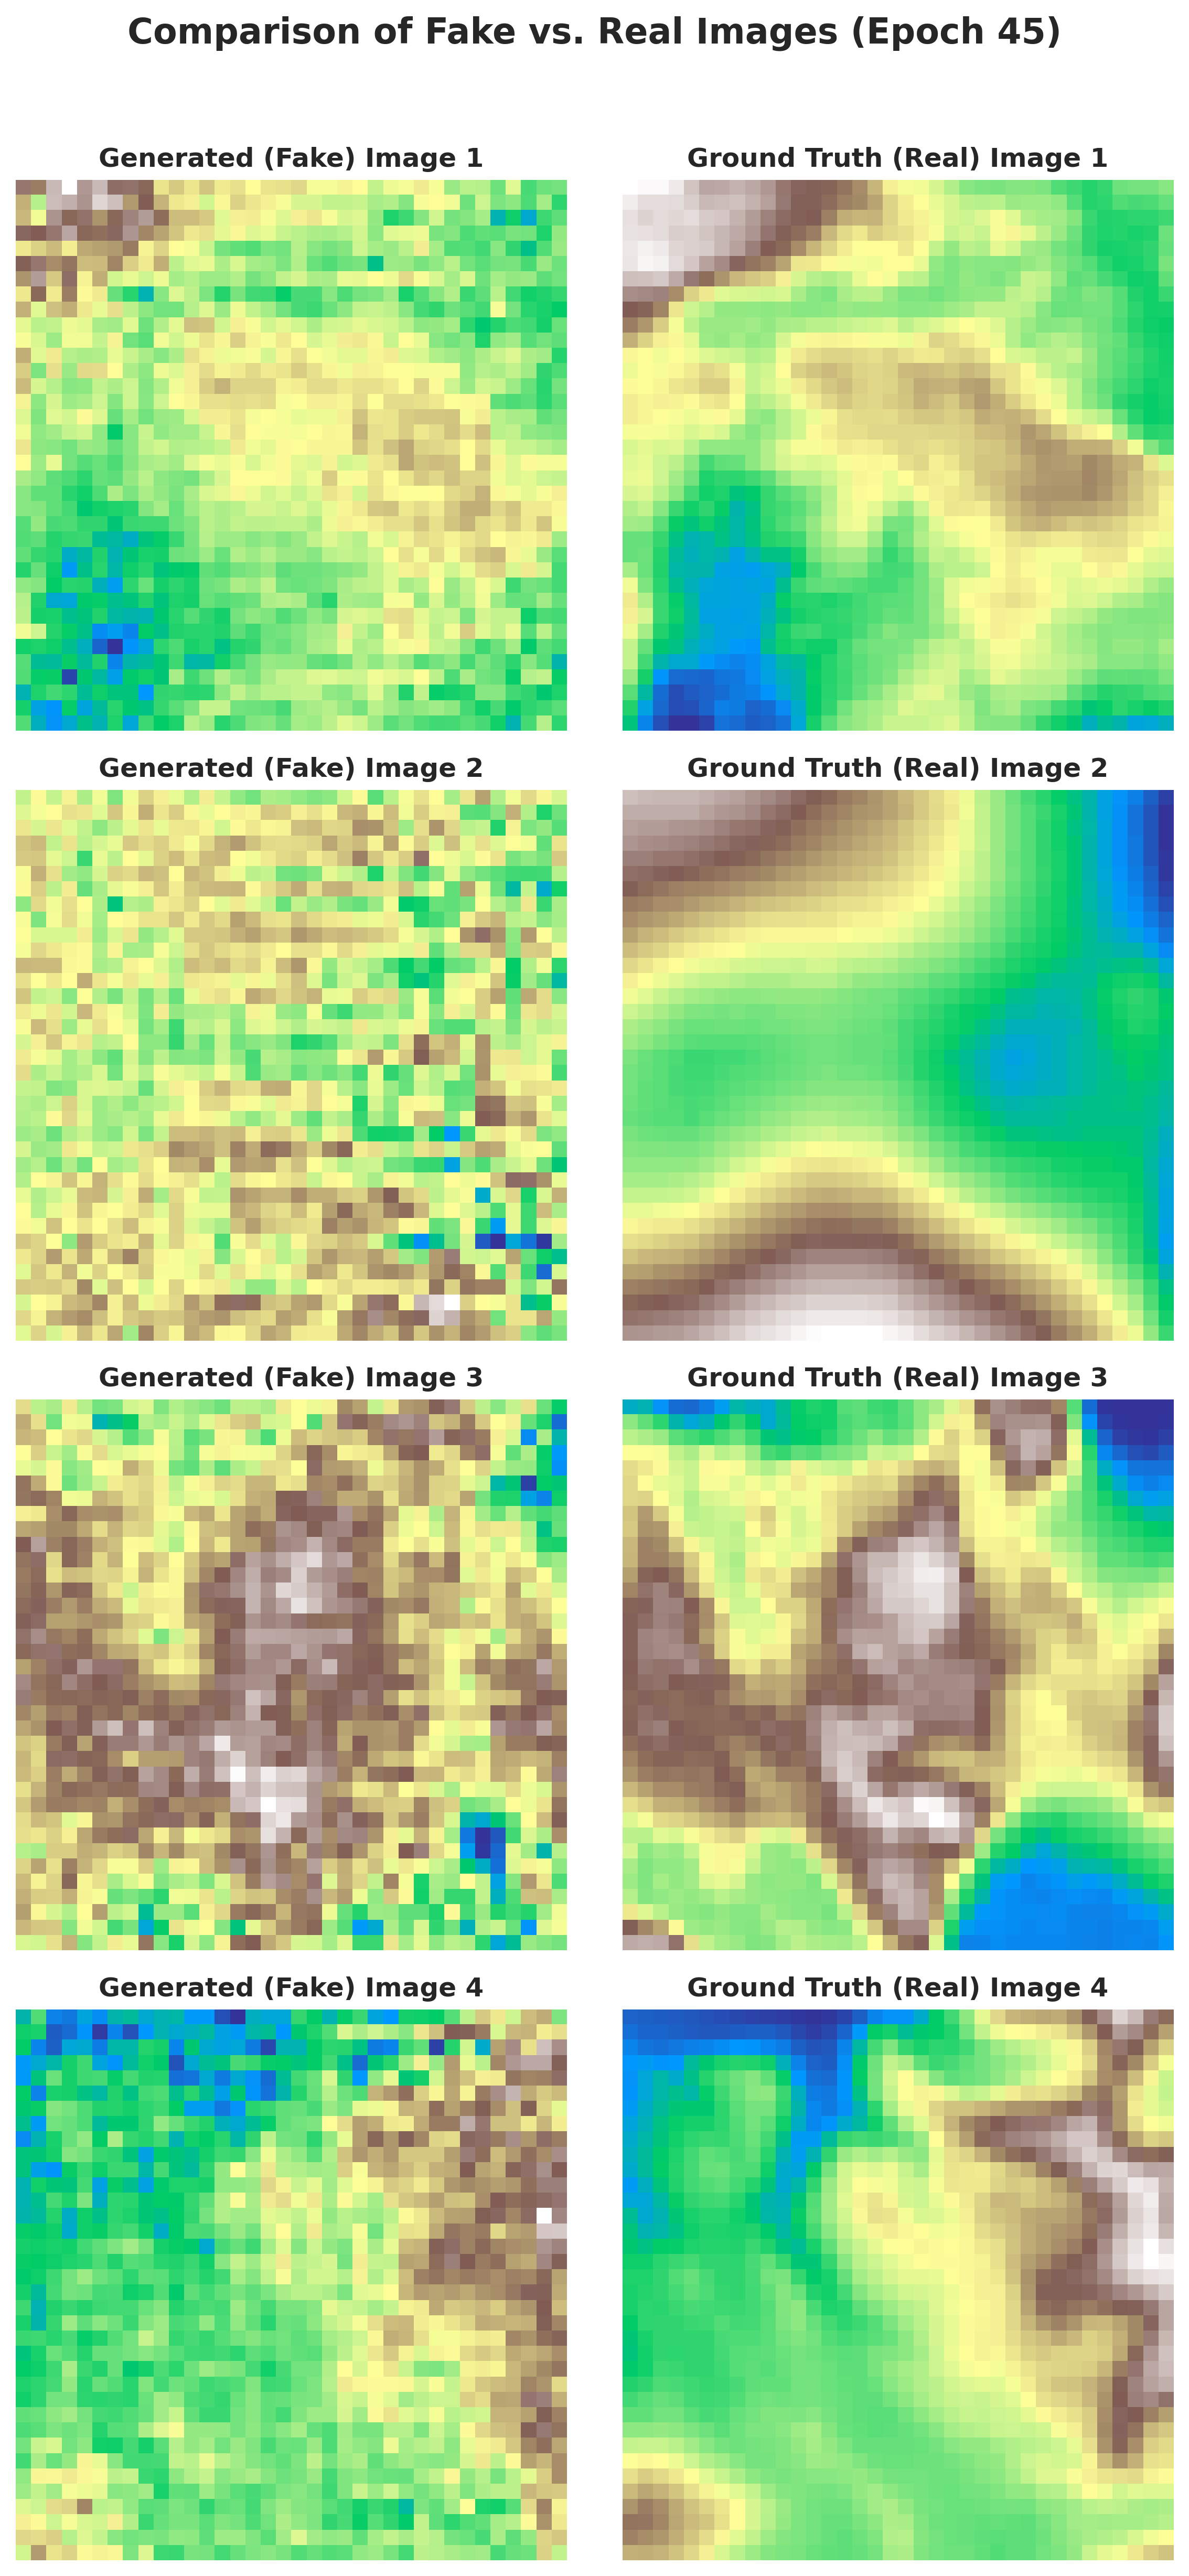 Comparison of Fake vs. Real Images (Epoch 45)
Generated (Fake) Image 1
Ground Truth (Real) Image 1
Generated (Fake) Image 2
Ground Truth (Real) Image 2
Generated (Fake) Image 3
Ground Truth (Real) Image 3
Generated (Fake) Image 4
Ground Truth (Real) Image 4